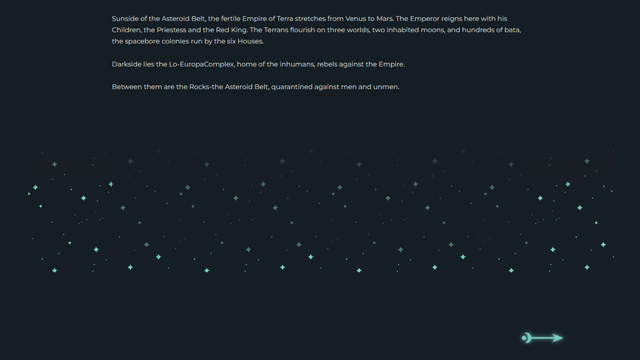 Sunside of the Asteroid Belt, the fertile Empire of Terra stretches from Venus to Mars. The Emperor reigns here with his
Children, the Priestess and the Red King. The Terrans flourish on three worlds, two inhabited moons, and hundreds of bata,
the spacebore colonies run by the six Houses.
Darkside lies the Lo-EuropaComplex, home of the inhumans, rebels against the Empire.
Between them are the Rocks-the Asteroid Belt, quarantined against men and unmen.